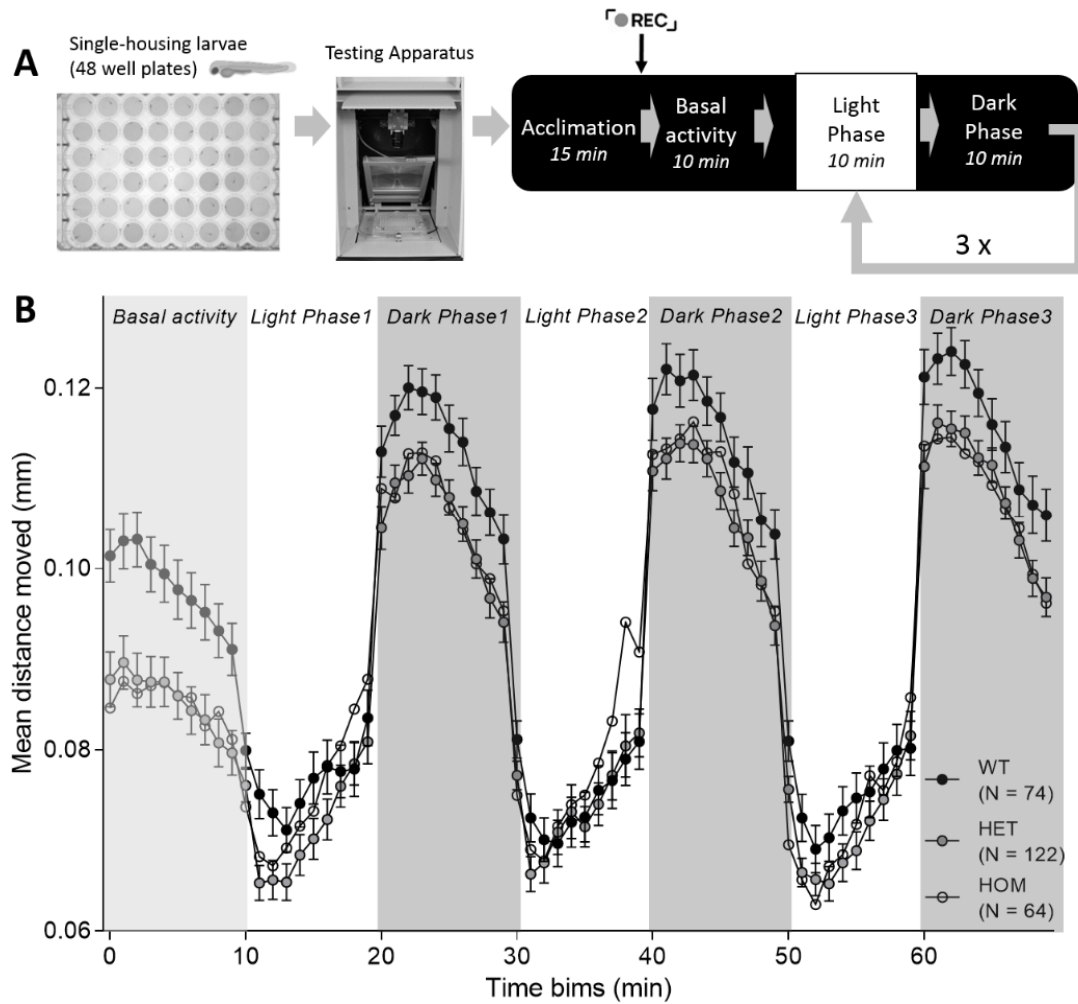 A
Single-housing larvae
(48 well plates)
Testing Apparatus
REC
Acclimation
15 min
Basal
activity
10 min
Light
Phase
10 min
Dark
Phase
10 min
3 x
B
Basal activity
Light Phase1
Dark Phase1
Light Phase2
Dark Phase2
Light Phase3
Dark Phase3
Mean distance moved (mm)
0.12
0.10
0.08
0.06
0
10
20
30
40
50
60
Time bims (min)
WT
(N = 74)
HET
(N = 122)
HOM
(N = 64)